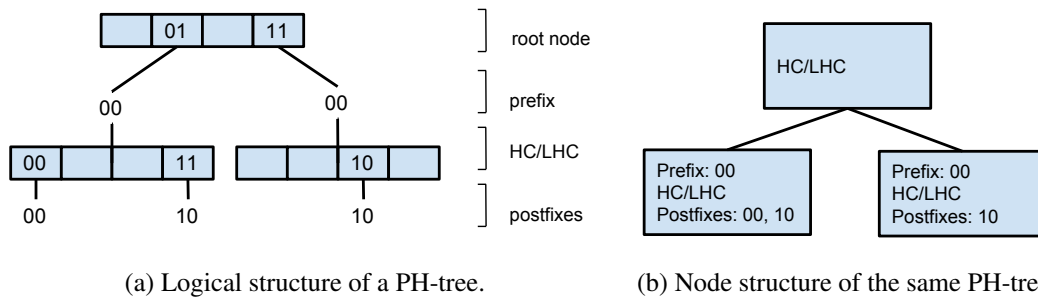 01 11
root node
00 00
prefix
00 11 10
HC/LHC
00 10 10
postfixes
(a) Logical structure of a PH-tree.
HC/LHC
Prefix: 00
HC/LHC
Postfixes: 00, 10
Prefix: 00
HC/LHC
Postfixes: 10
(b) Node structure of the same PH-tre